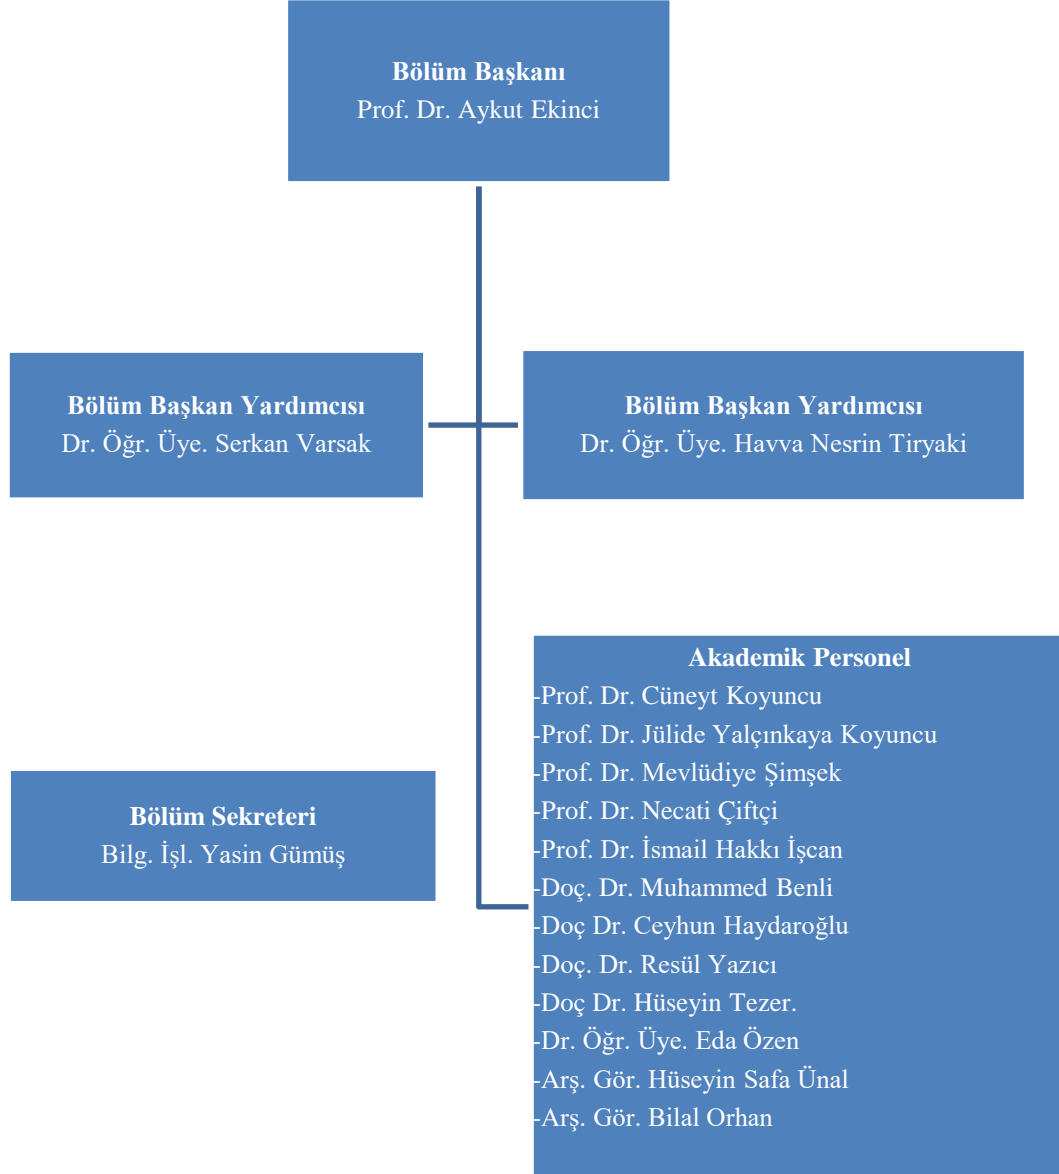 Bölüm Başkanı
Prof. Dr. Aykut Ekinci
Bölüm Başkan Yardımcısı
Dr. Öğr. Üye. Serkan Varsak
Bölüm Başkan Yardımcısı
Dr. Öğr. Üye. Havva Nesrin Tiryaki
Bölüm Sekreteri
Bilg. İşl. Yasin Gümüş
Akademik Personel
-Prof. Dr. Cüneyt Koyuncu
-Prof. Dr. Jülide Yalçınkaya Koyuncu
-Prof. Dr. Mevlüdiye Şimşek
-Prof. Dr. Necati Çiftçi
-Prof. Dr. İsmail Hakkı İşcan
-Doç. Dr. Muhammed Benli
-Doç Dr. Ceyhun Haydaroğlu
-Doç. Dr. Resül Yazıcı
-Doç Dr. Hüseyin Tezer.
-Dr. Öğr. Üye. Eda Özen
-Arş. Gör. Hüseyin Safa Ünal
-Arş. Gör. Bilal Orhan